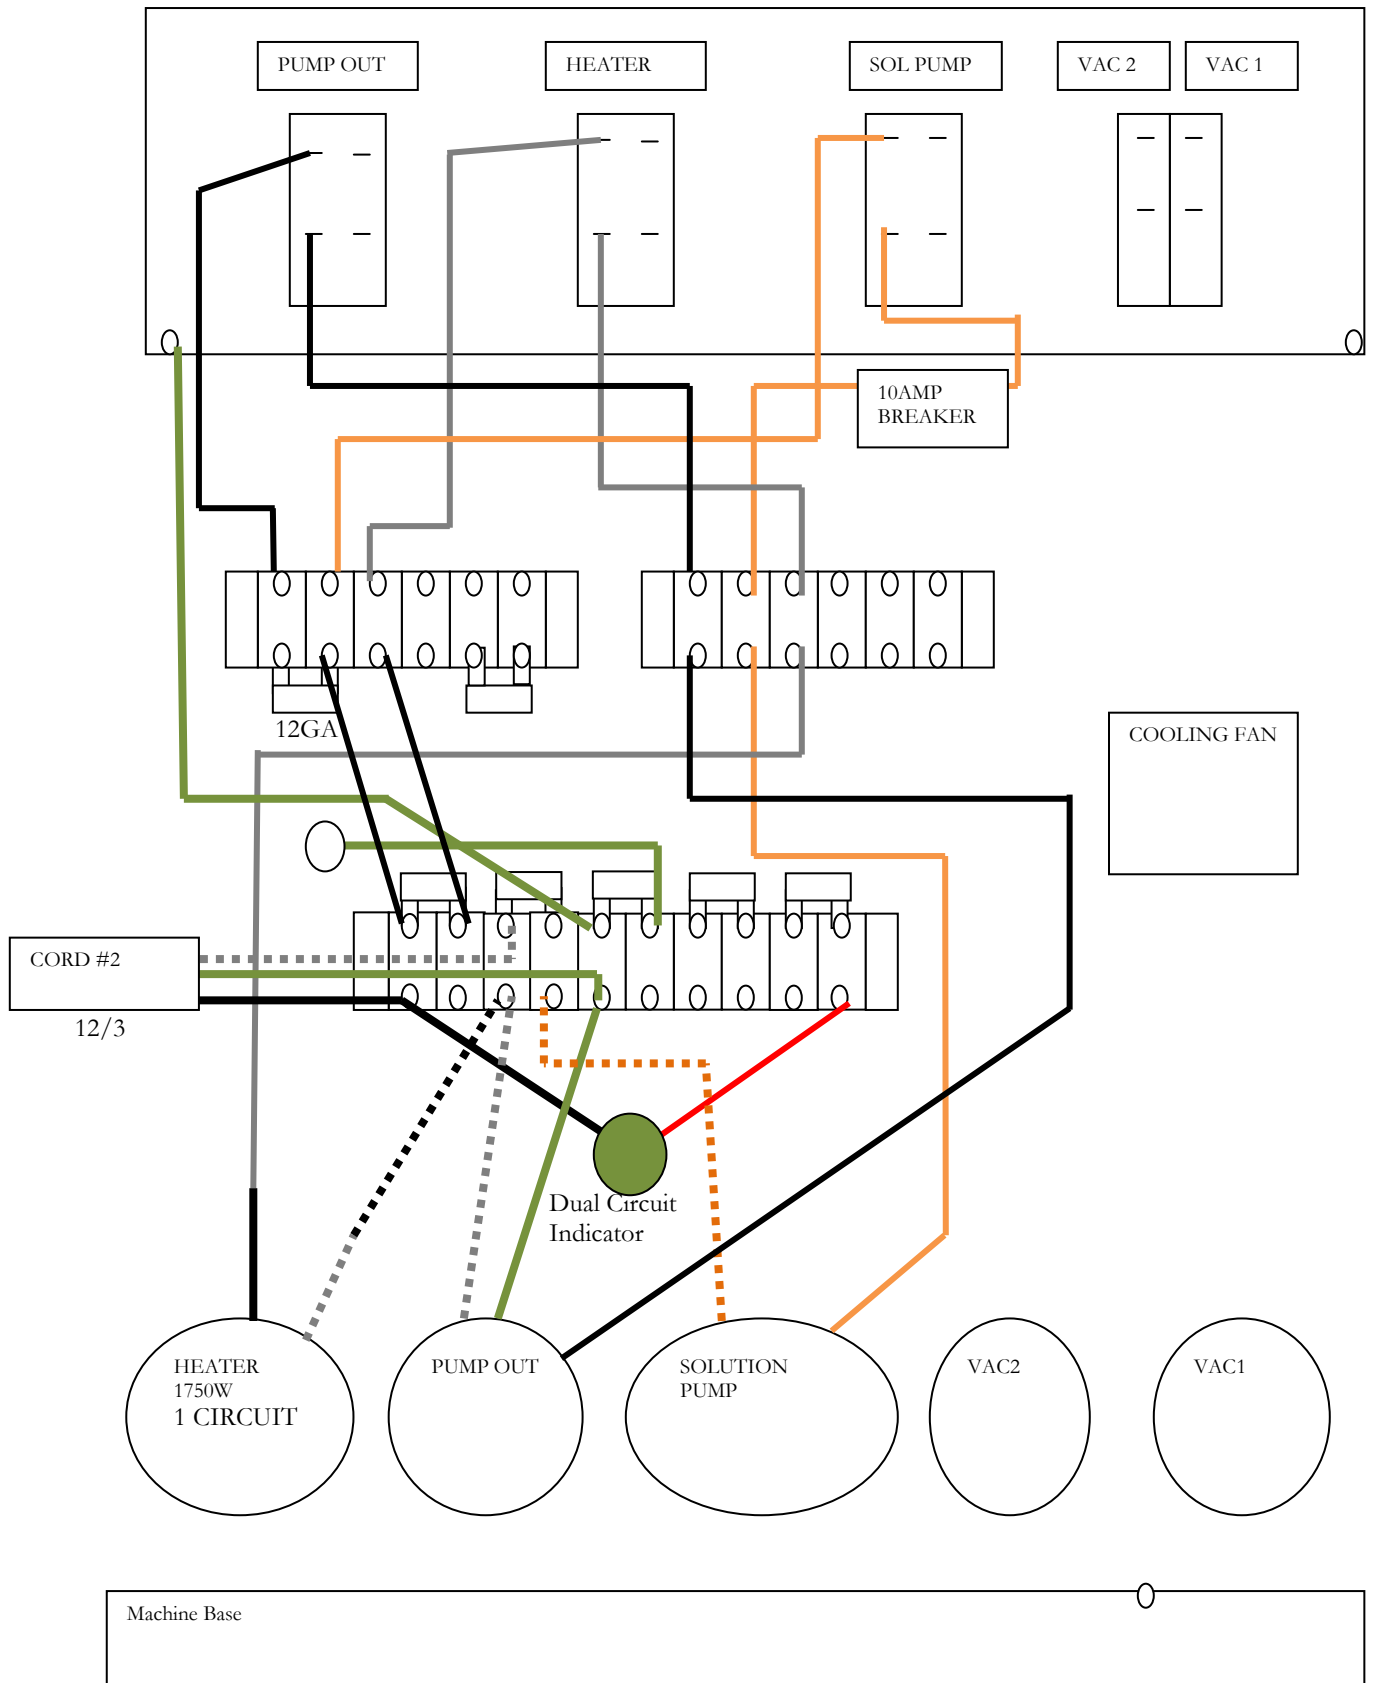 PUMP OUT
HEATER
SOL PUMP
VAC 2
VAC 1
10AMP
BREAKER
12GA
COOLING FAN
CORD #2
12/3
Dual Circuit
Indicator
HEATER
1750W
1 CIRCUIT
PUMP OUT
SOLUTION
PUMP
VAC2
VAC1
Machine Base